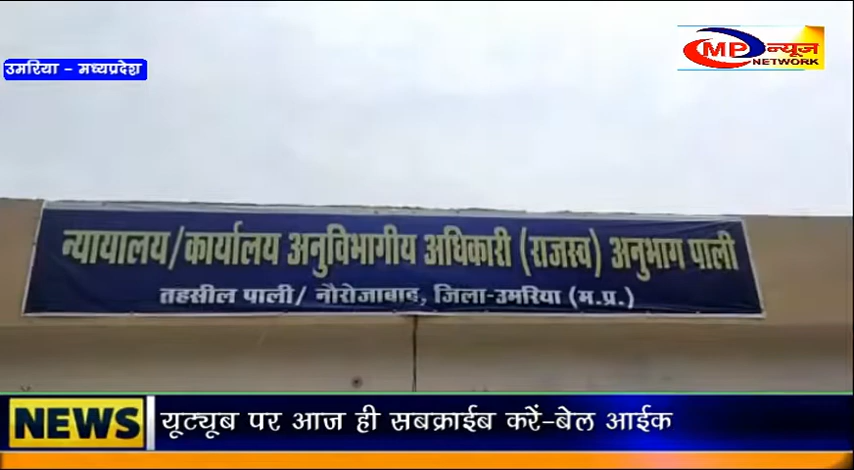 MP न्यूज
NETWORK
उमरिया - मध्यप्रदेश
न्यायालय/कार्यालय अनुविभागीय अधिकारी (राजस्व) अनुभाग पाली
तहसील पाली/ नौरोजाबाद, जिला-उमरिया (म.प्र.)
NEWS यूट्यूब पर आज ही सबक्राईब करें-बेल आईक